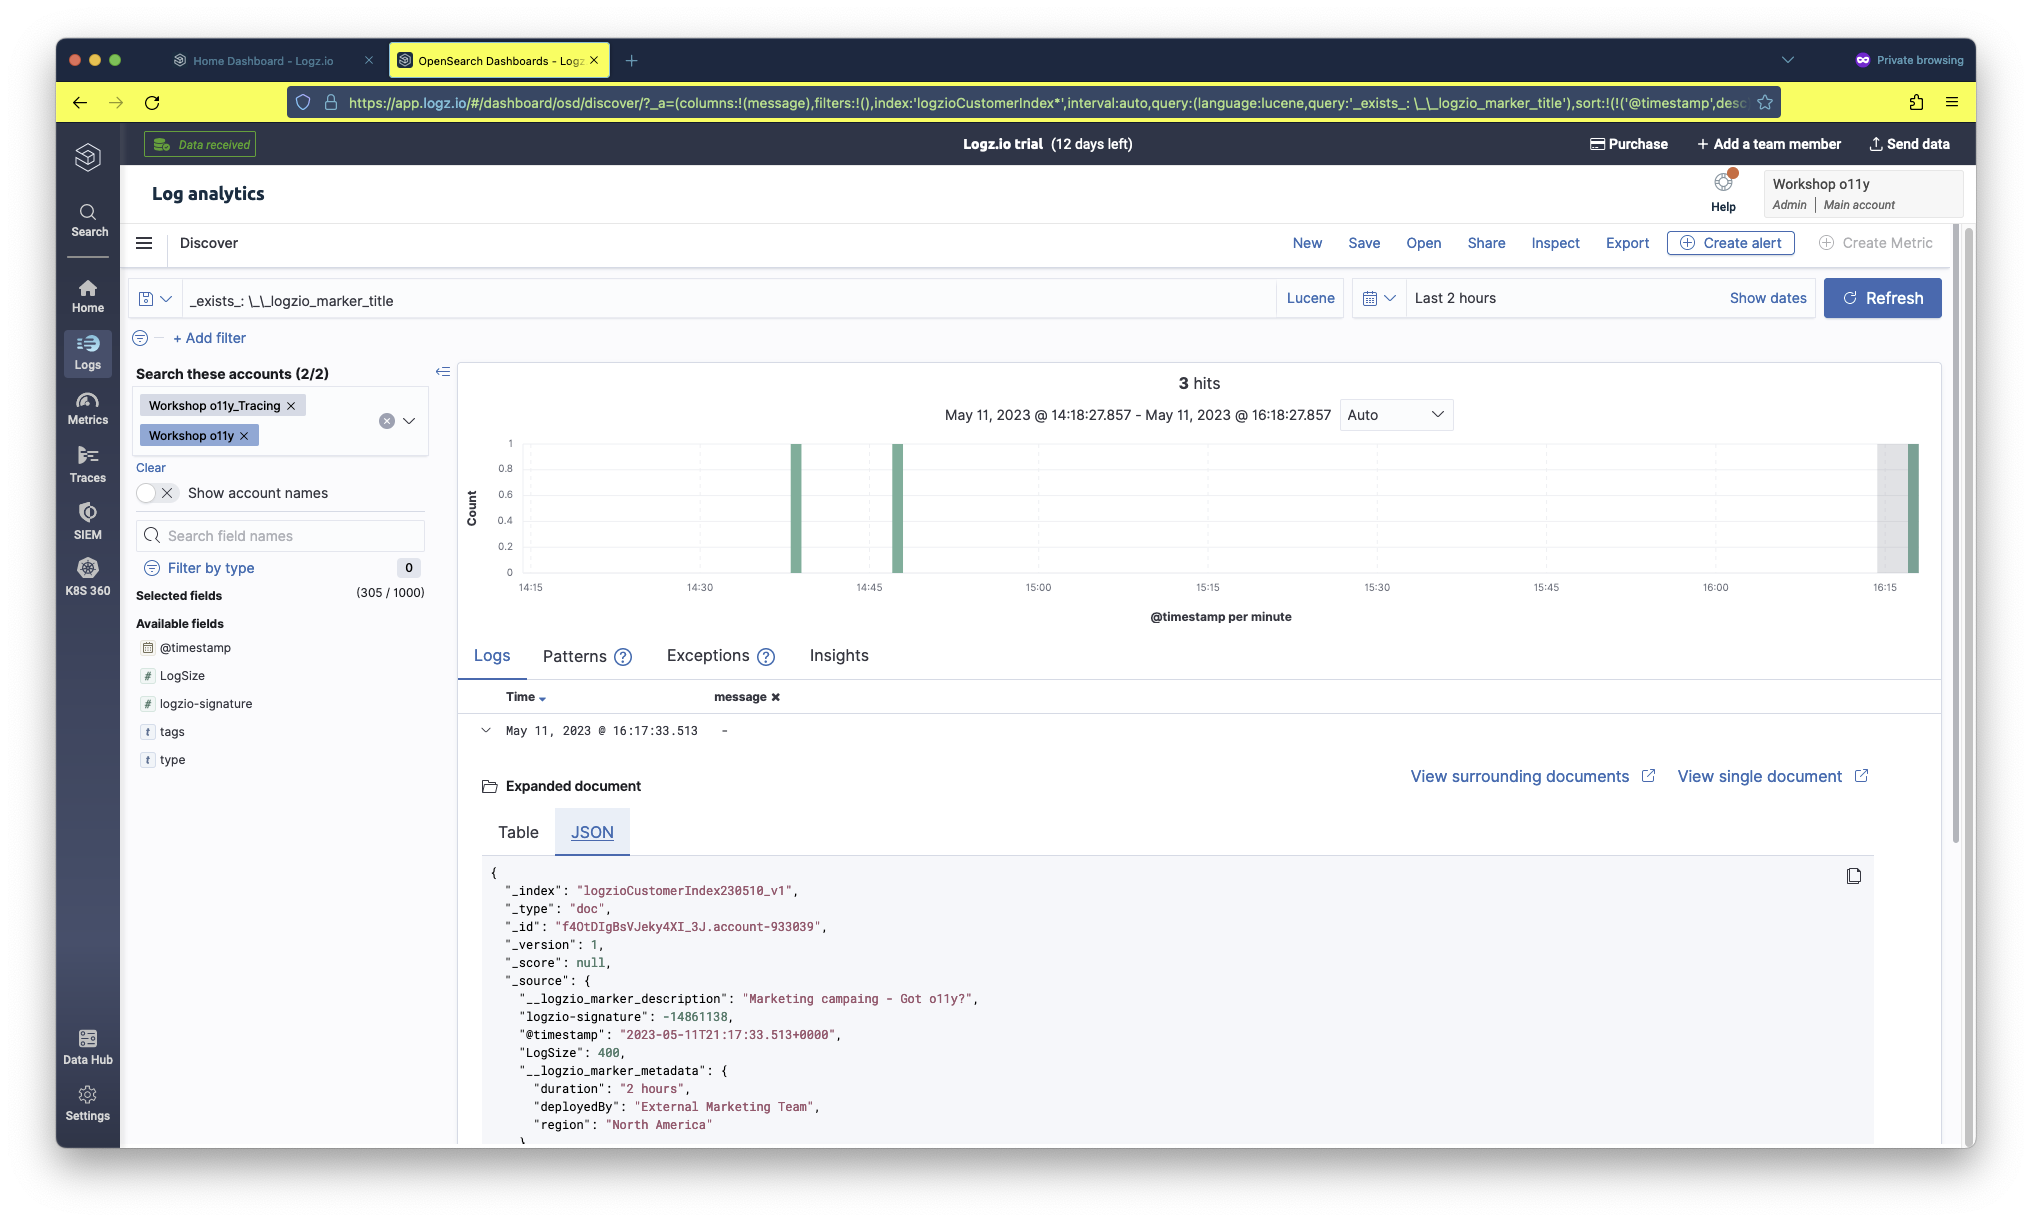 Home Dashboard - Logz.io
OpenSearch Dashboards - Logz
Private browsing
https://app.logz.io/#/dashboard/osd/discover/?_a=(columns:!(message),filters:!(),index:'logzioCustomerIndex*',interval:auto,query:(language:lucene,query:'_exists_: \_\_logzio_marker_title'),sort:!(!('@timestamp',desc
Data received
Logz.io trial (12 days left)
Purchase
+ Add a team member
Send data
Log analytics
Help
Workshop o11y
Admin | Main account
Search
Home
Logs
Metrics
Traces
SIEM
K8S 360
Data Hub
Settings
Discover
New
Save
Open
Share
Inspect
Export
Create alert
Create Metric
_exists_: \_\_logzio_marker_title
Lucene
Last 2 hours
Show dates
Refresh
+ Add filter
Search these accounts (2/2)
Workshop o11y_Tracing
Workshop o11y
Clear
Show account names
Search field names
Filter by type
0
Selected fields
(305 / 1000)
Available fields
@timestamp
# LogSize
# logzio-signature
t tags
t type
3 hits
May 11, 2023 @ 14:18:27.857 - May 11, 2023 @ 16:18:27.857
Auto
Count
1
0.8
0.6
0.4
0.2
0
14:15
14:30
14:45
15:00
15:15
15:30
15:45
16:00
16:15
@timestamp per minute
Logs
Patterns ?
Exceptions ?
Insights
Time
message
May 11, 2023 @ 16:17:33.513
-
Expanded document
View surrounding documents
View single document
Table
JSON
{
"_index": "logzioCustomerIndex230510_v1",
"_type": "doc",
"_id": "f4OtDIgBsVJeky4XI_3J.account-933039",
"_version": 1,
"_score": null,
"_source": {
"__logzio_marker_description": "Marketing campaing - Got o11y?",
"logzio-signature": -14861138,
"@timestamp": "2023-05-11T21:17:33.513+0000",
"LogSize": 400,
"__logzio_marker_metadata": {
"duration": "2 hours",
"deployedBy": "External Marketing Team",
"region": "North America"
}